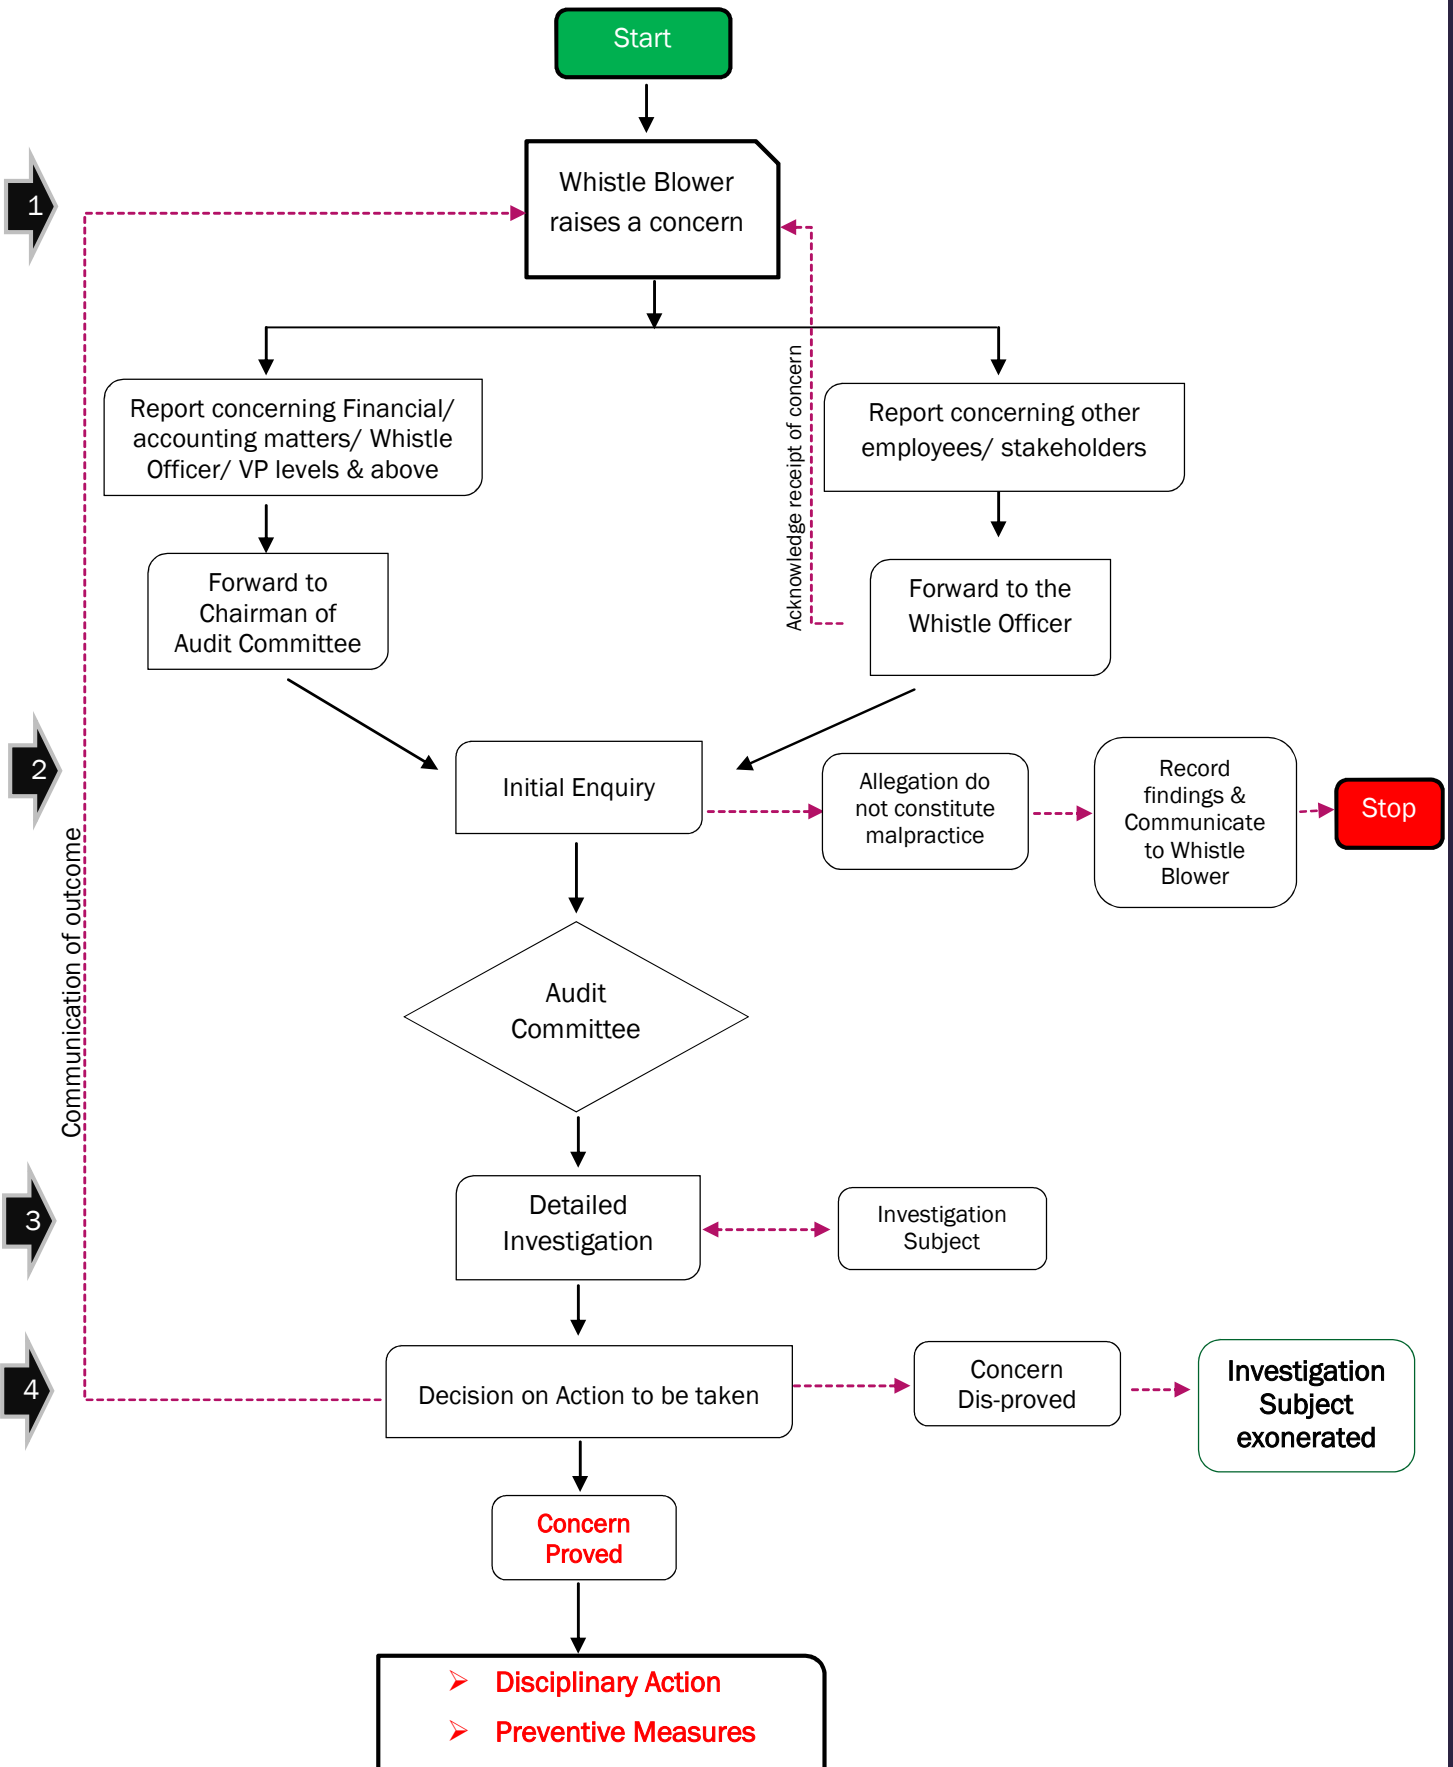 Start
1
Whistle Blower
raises a concern
Acknowledge receipt of concern
Report concerning Financial/
accounting matters/ Whistle
Officer/ VP levels & above
Report concerning other
employees/ stakeholders
Forward to
Chairman of
Audit Committee
Forward to the
Whistle Officer
2
Initial Enquiry
Allegation do
not constitute
malpractice
Record
findings &
Communicate
to Whistle
Blower
Stop
Communication of outcome
Audit
Committee
3
Detailed
Investigation
Investigation
Subject
4
Decision on Action to be taken
Concern
Dis-proved
Investigation
Subject
exonerated
Concern
Proved
➢ Disciplinary Action
➢ Preventive Measures